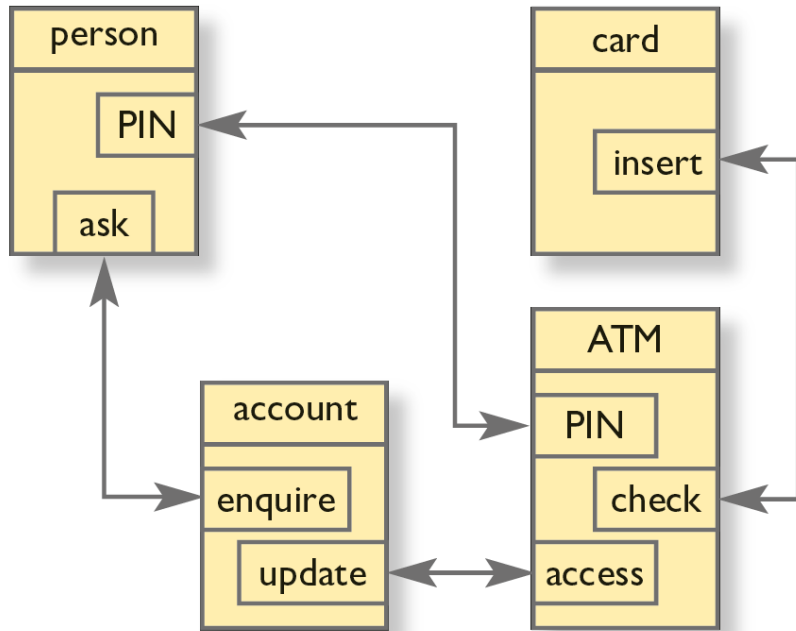 person
PIN
ask
card
insert
account
enquire
update
ATM
PIN
check
access